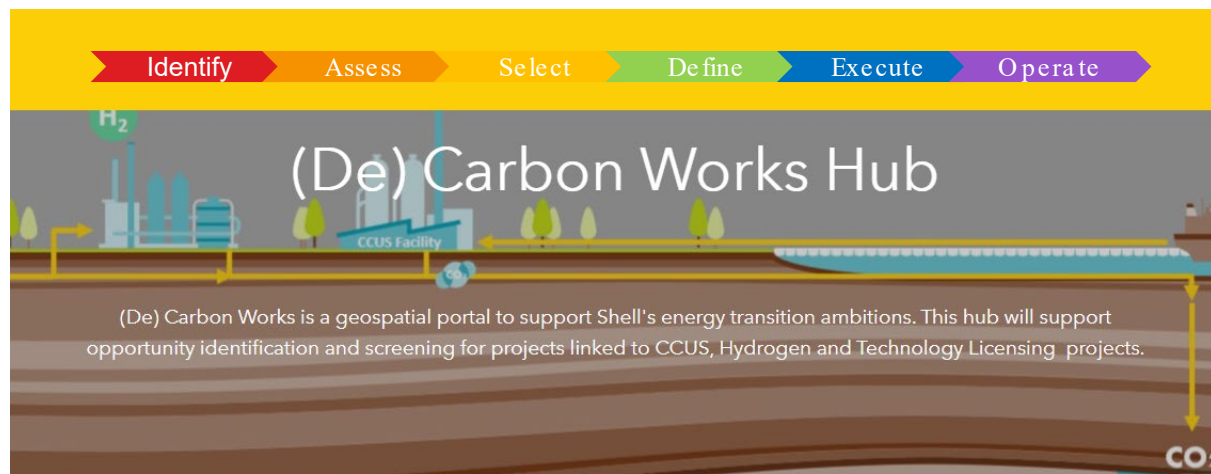 Identify Assess Select Define Execute Operate
H2
(De) Carbon Works Hub
CCUS Facility
CO2
(De) Carbon Works is a geospatial portal to support Shell's energy transition ambitions. This hub will support
opportunity identification and screening for projects linked to CCUS, Hydrogen and Technology Licensing projects.
CO